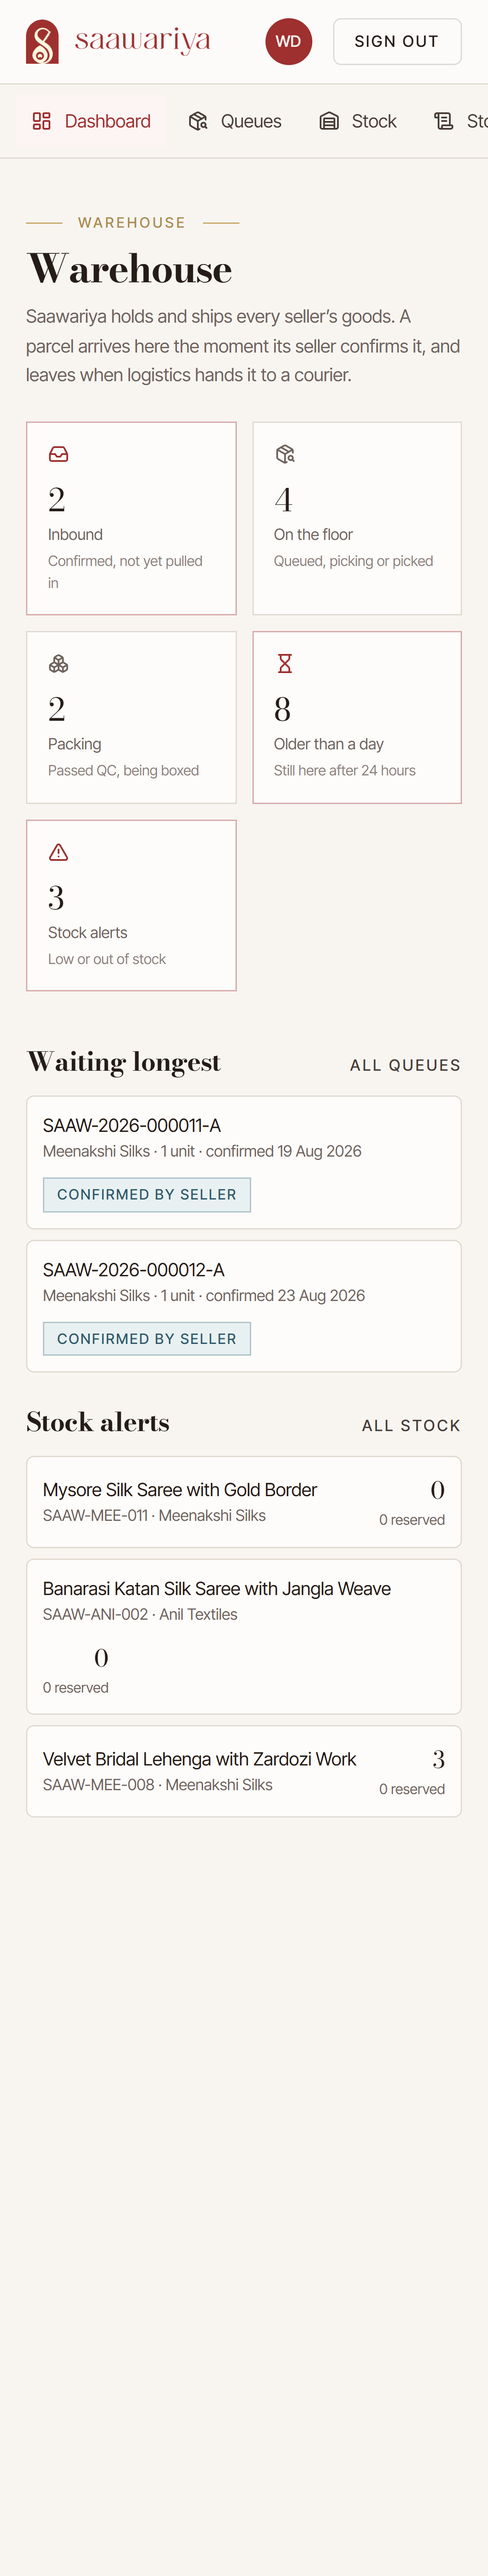 saawariya
WD
SIGN OUT
Dashboard
Queues
Stock
Sto
WAREHOUSE
Warehouse
Saawariya holds and ships every seller’s goods. A
parcel arrives here the moment its seller confirms it, and
leaves when logistics hands it to a courier.
2
Inbound
Confirmed, not yet pulled
in
4
On the floor
Queued, picking or picked
2
Packing
Passed QC, being boxed
8
Older than a day
Still here after 24 hours
3
Stock alerts
Low or out of stock
Waiting longest
ALL QUEUES
SAAW-2026-000011-A
Meenakshi Silks · 1 unit · confirmed 19 Aug 2026
CONFIRMED BY SELLER
SAAW-2026-000012-A
Meenakshi Silks · 1 unit · confirmed 23 Aug 2026
CONFIRMED BY SELLER
Stock alerts
ALL STOCK
Mysore Silk Saree with Gold Border
0
SAAW-MEE-011 · Meenakshi Silks
0 reserved
Banarasi Katan Silk Saree with Jangla Weave
SAAW-ANI-002 · Anil Textiles
0
0 reserved
Velvet Bridal Lehenga with Zardozi Work
3
SAAW-MEE-008 · Meenakshi Silks
0 reserved